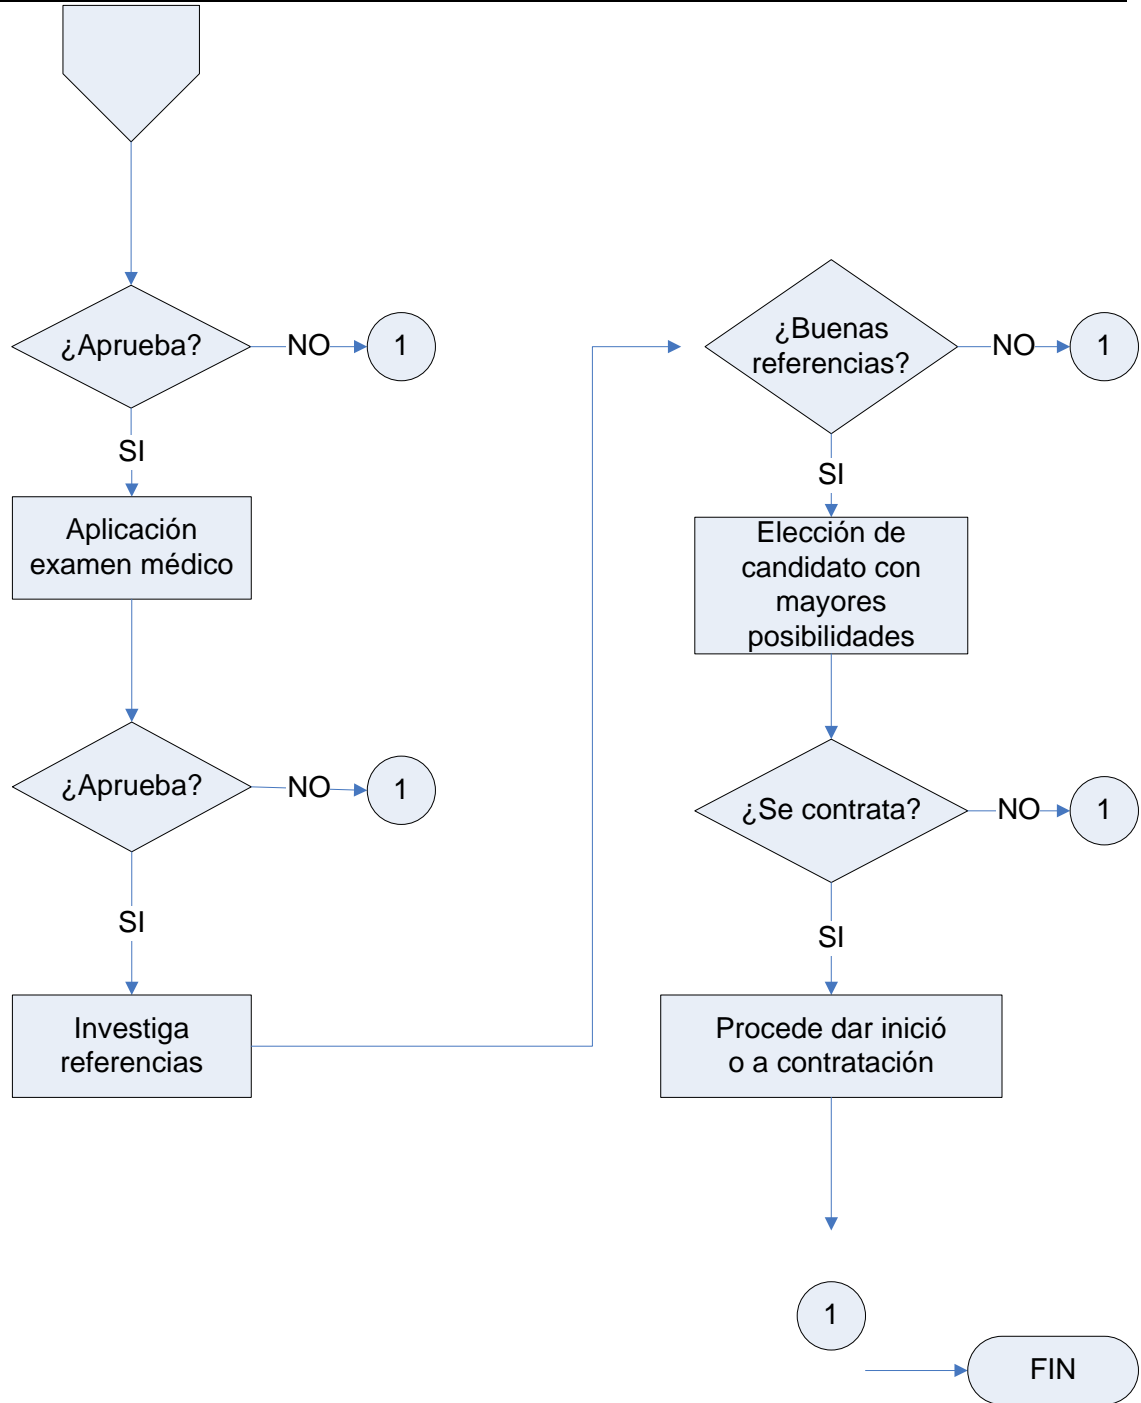 ¿Aprueba?
NO
1
SI
Aplicación
examen médico
¿Aprueba?
NO
1
SI
Investiga
referencias
¿Buenas
referencias?
NO
1
SI
Elección de
candidato con
mayores
posibilidades
¿Se contrata?
NO
1
SI
Procede dar inició
o a contratación
1
FIN